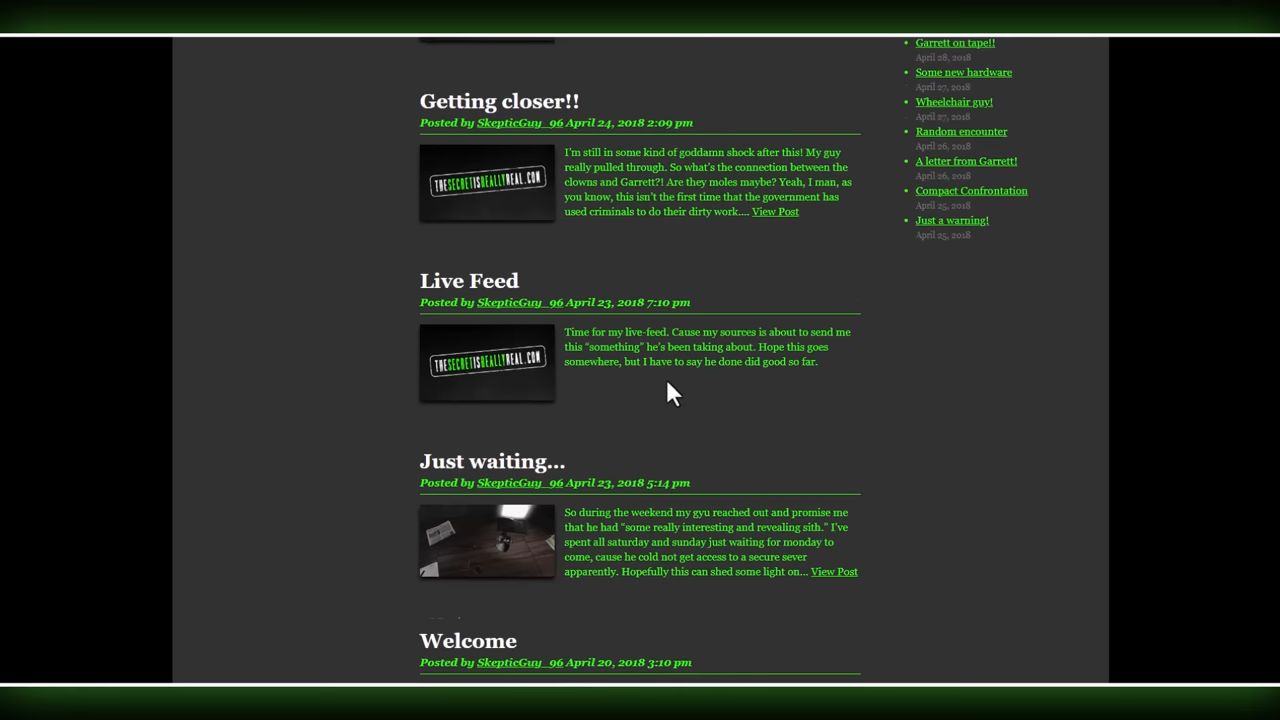 Getting closer!!
Posted by SkepticGuy_96 April 24, 2018 2:09 pm
THESECRETISREALLYREAL.COM
I'm still in some kind of goddamn shock after this! My guy
really pulled through. So what's the connection between the
clowns and Garrett?! Are they moles maybe? Yeah, I man, as
you know, this isn't the first time that the government has
used criminals to do their dirty work.... View Post
Live Feed
Posted by SkepticGuy_96 April 23, 2018 7:10 pm
THESECRETISREALLYREAL.COM
Time for my live-feed. Cause my sources is about to send me
this "something" he's been taking about. Hope this goes
somewhere, but I have to say he done did good so far.
Just waiting...
Posted by SkepticGuy_96 April 23, 2018 5:14 pm
So during the weekend my gyu reached out and promise me
that he had "some really interesting and revealing sith." I've
spent all saturday and sunday just waiting for monday to
come, cause he cold not get access to a secure sever
apparently. Hopefully this can shed some light on... View Post
Welcome
Posted by SkepticGuy_96 April 20, 2018 3:10 pm
Garrett on tape!!
April 28, 2018
Some new hardware
April 27, 2018
Wheelchair guy!
April 27, 2018
Random encounter
April 26, 2018
A letter from Garrett!
April 26, 2018
Compact Confrontation
April 25, 2018
Just a warning!
April 25, 2018